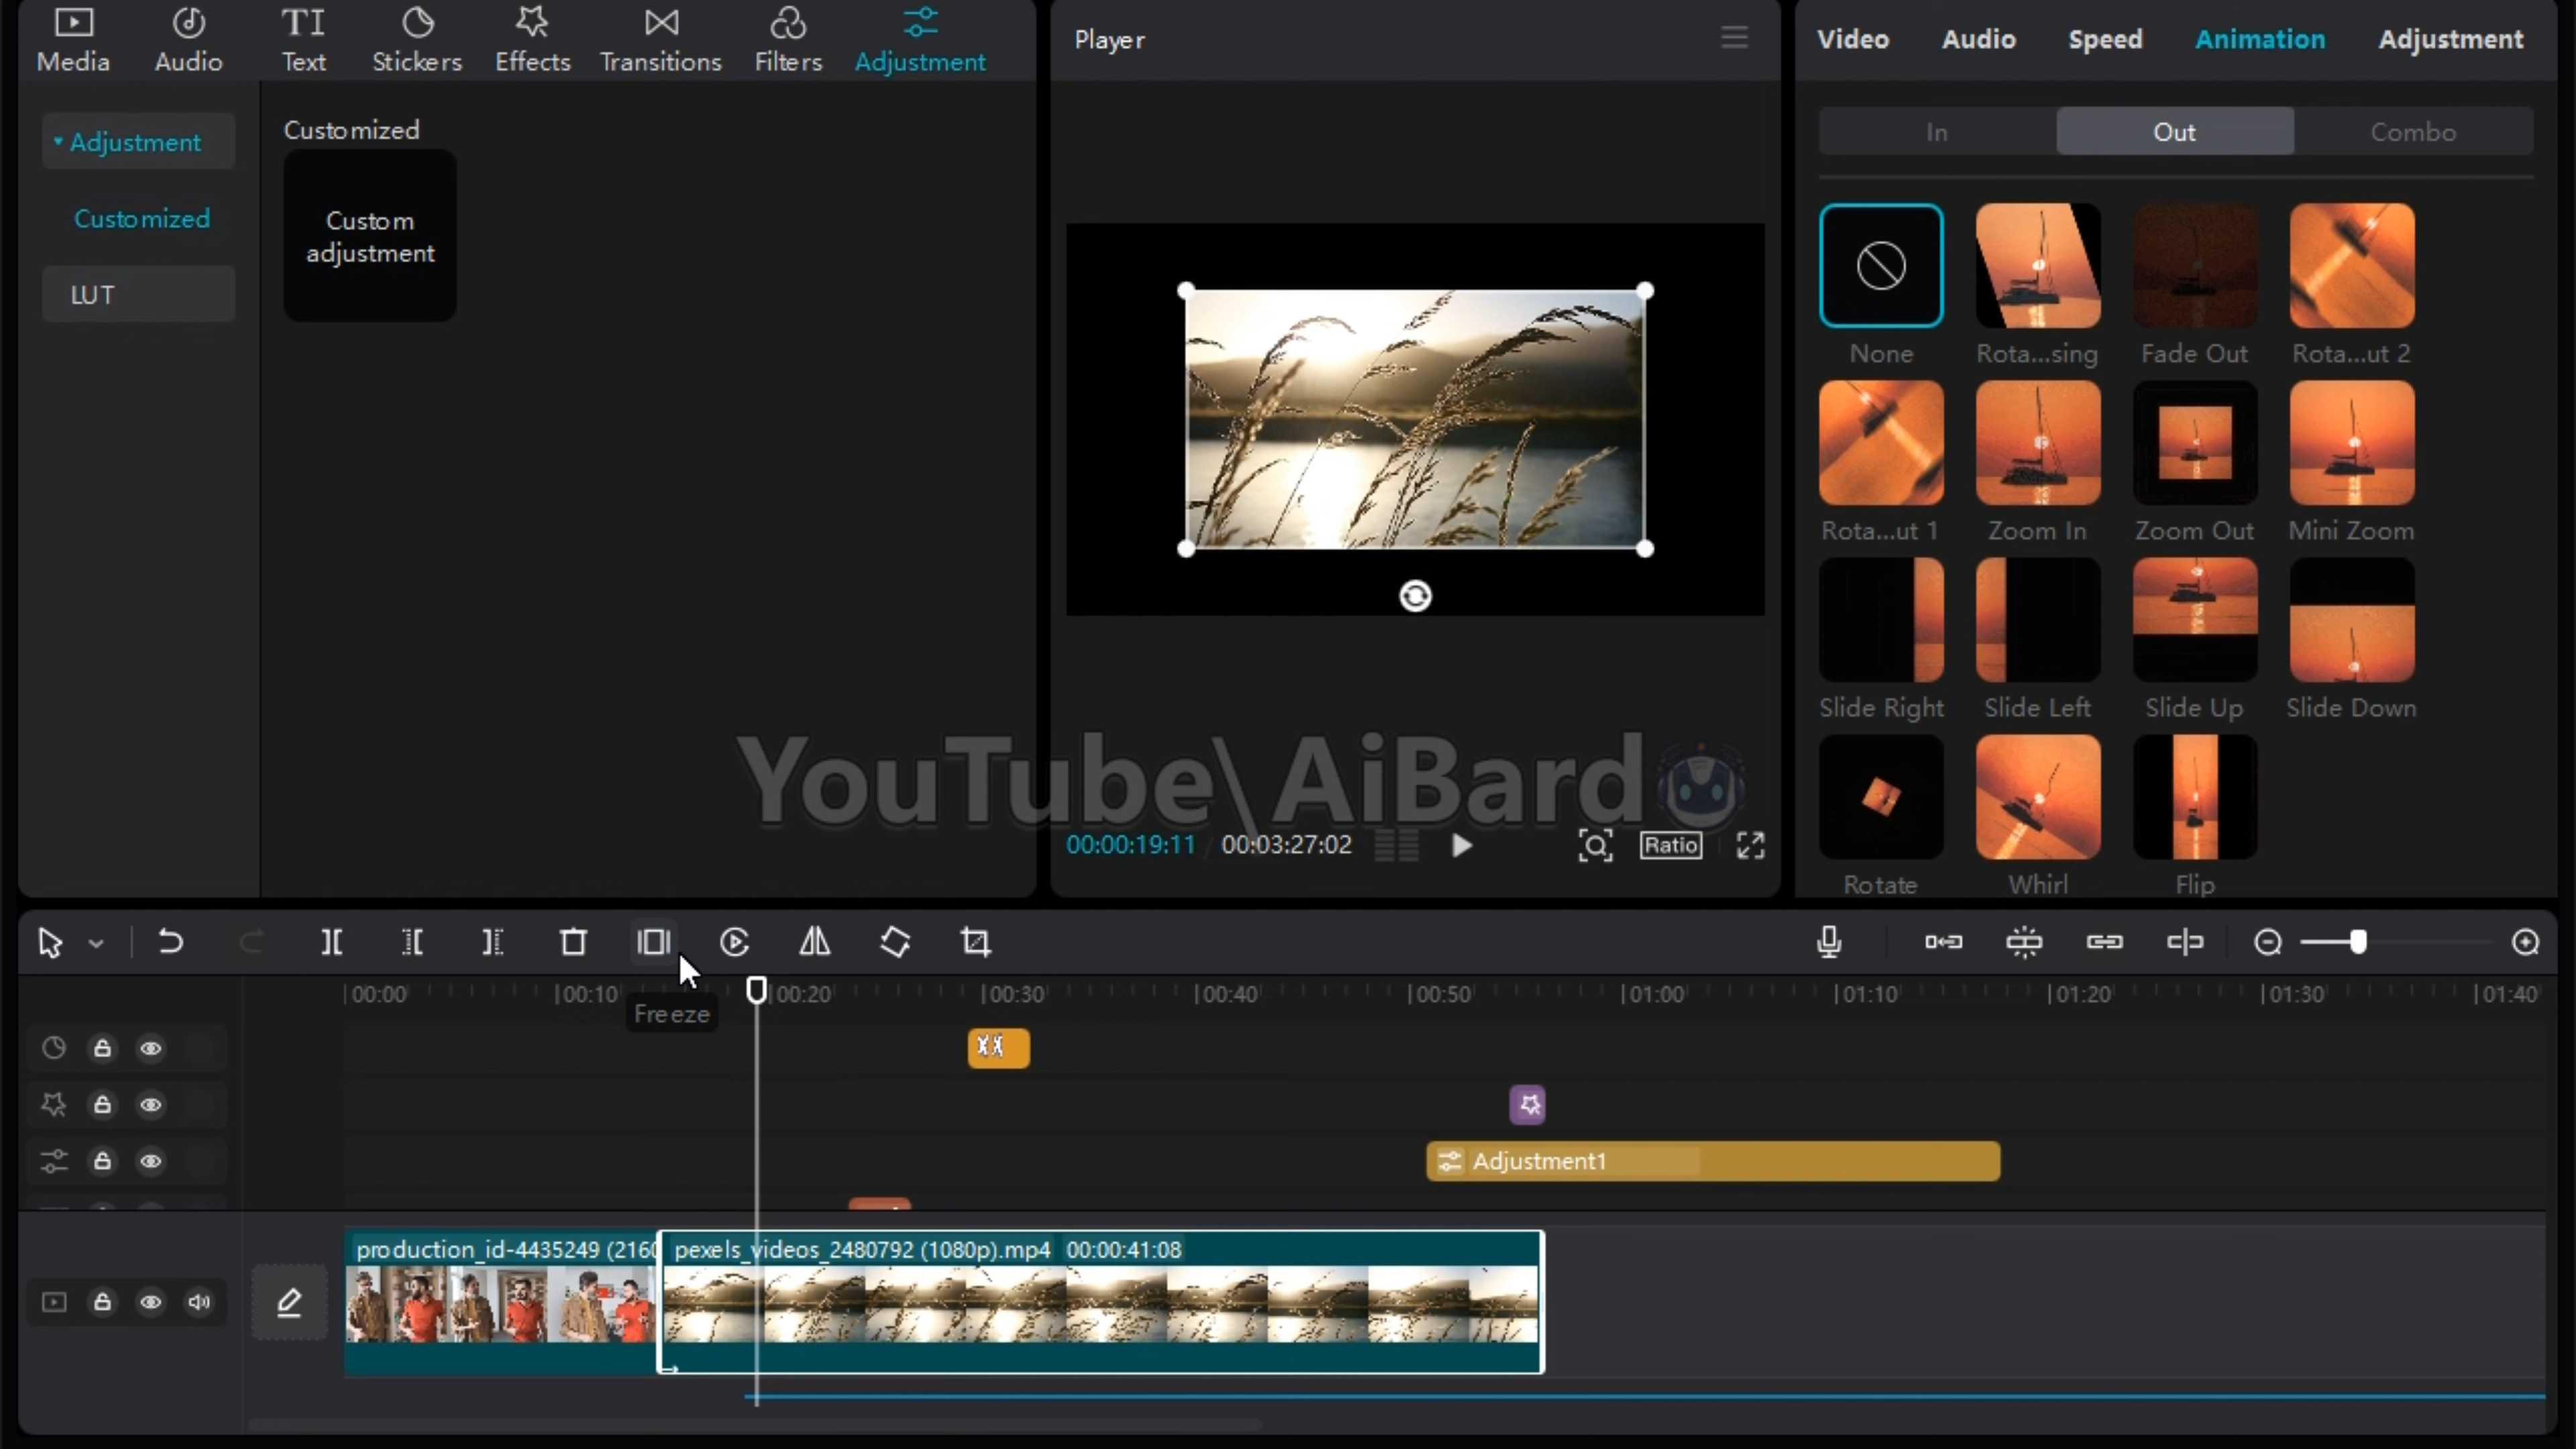 Media Audio Text Stickers Effects Transitions Filters Adjustment
Adjustment
Customized
LUT
Customized
Custom
adjustment
Player
YouTube\AiBard
00:00:19:11 / 00:03:27:02 Ratio
Video Audio Speed Animation Adjustment
In Out Combo
None Rota...sing Fade Out Rota...ut 2
Rota...ut 1 Zoom In Zoom Out Mini Zoom
Slide Right Slide Left Slide Up Slide Down
Rotate Whirl Flip
Freeze
00:00 00:10 00:20 00:30 00:40 00:50 01:00 01:10 01:20 01:30 01:40
Adjustment1
production_id-4435249 (2160 pexels_videos_2480792 (1080p).mp4 00:00:41:08